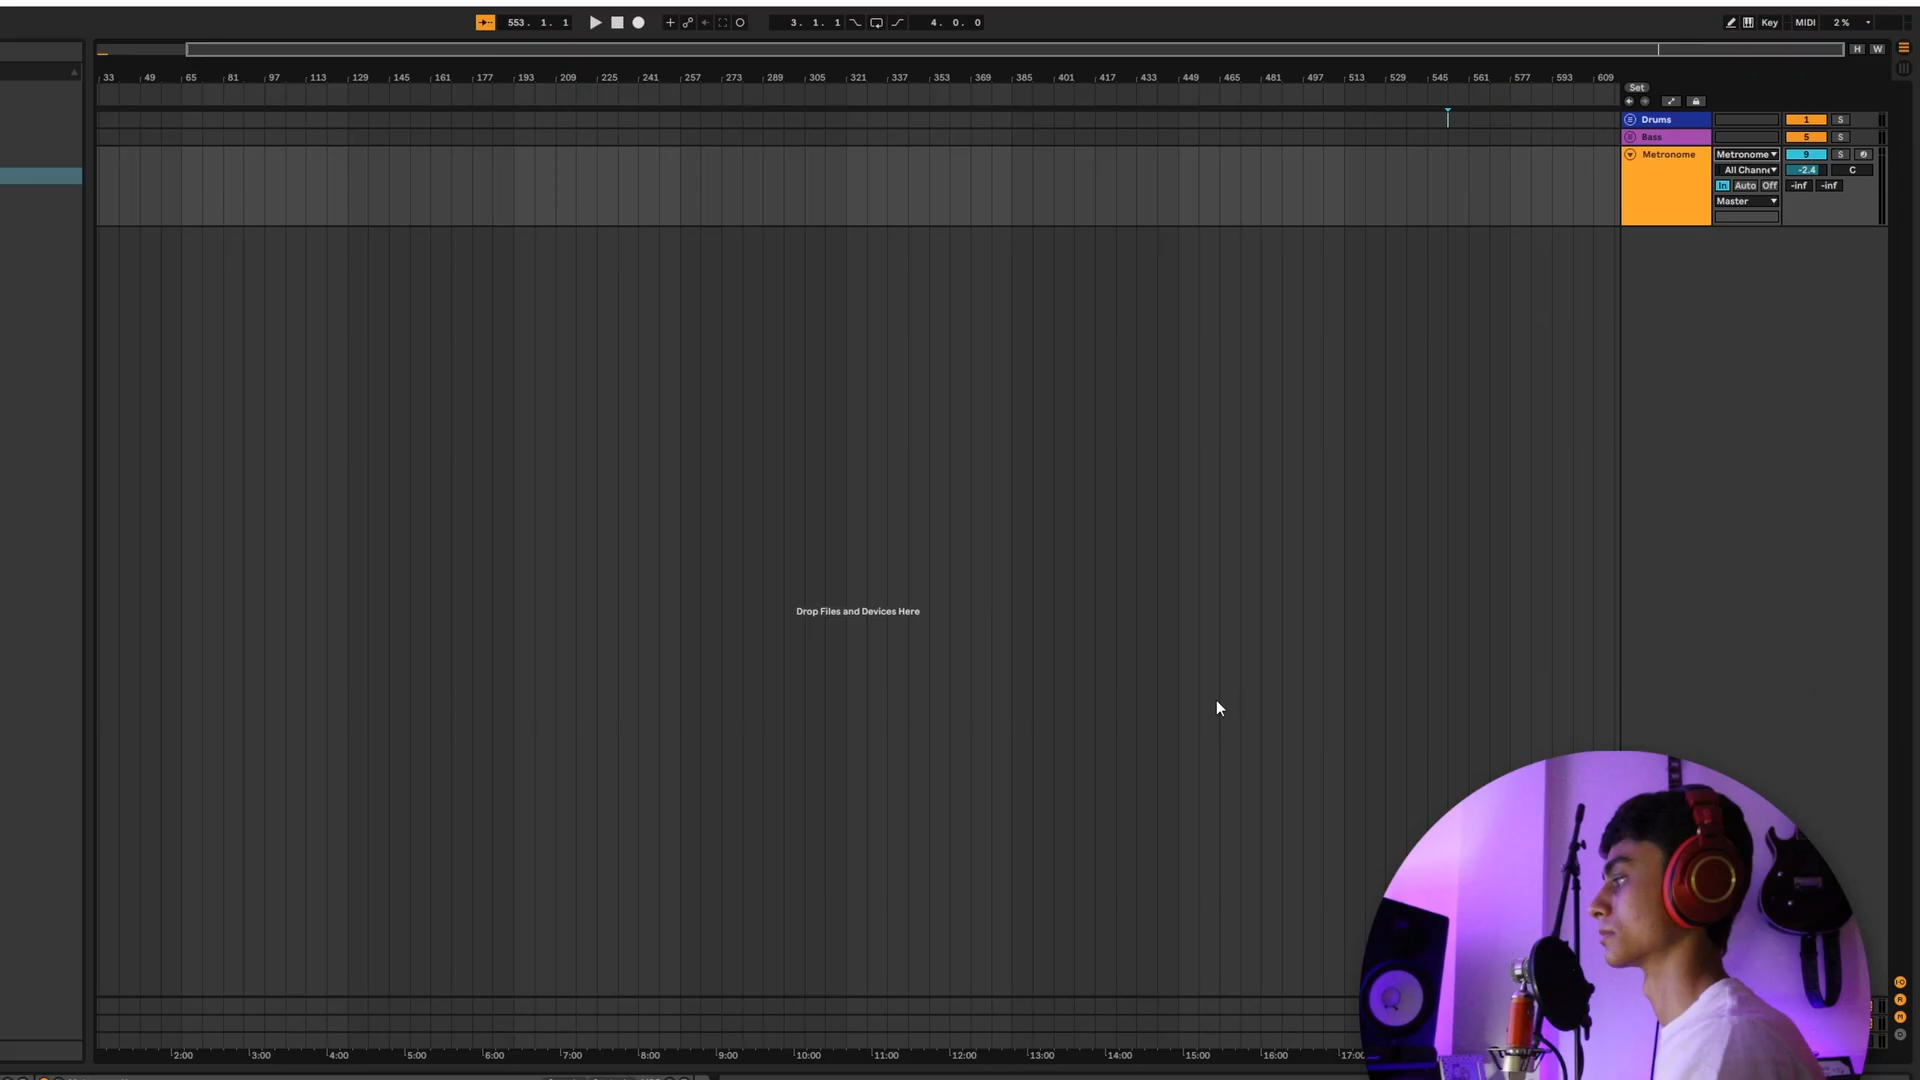 553. 1. 1 3. 1. 1 4. 0. 0 Key MIDI 2 %
H W
33 49 65 81 97 113 129 145 161 177 193 209 225 241 257 273 289 305 321 337 353 369 385 401 417 433 449 465 481 497 513 529 545 561 577 593 609
Set
Drums 1 S
Bass 5 S
Metronome Metronome 9 S
All Channe -2.4 C
In Auto Off -inf -inf
Master
Drop Files and Devices Here
I·O
R
M
D
2:00 3:00 4:00 5:00 6:00 7:00 8:00 9:00 10:00 11:00 12:00 13:00 14:00 15:00 16:00 17:00